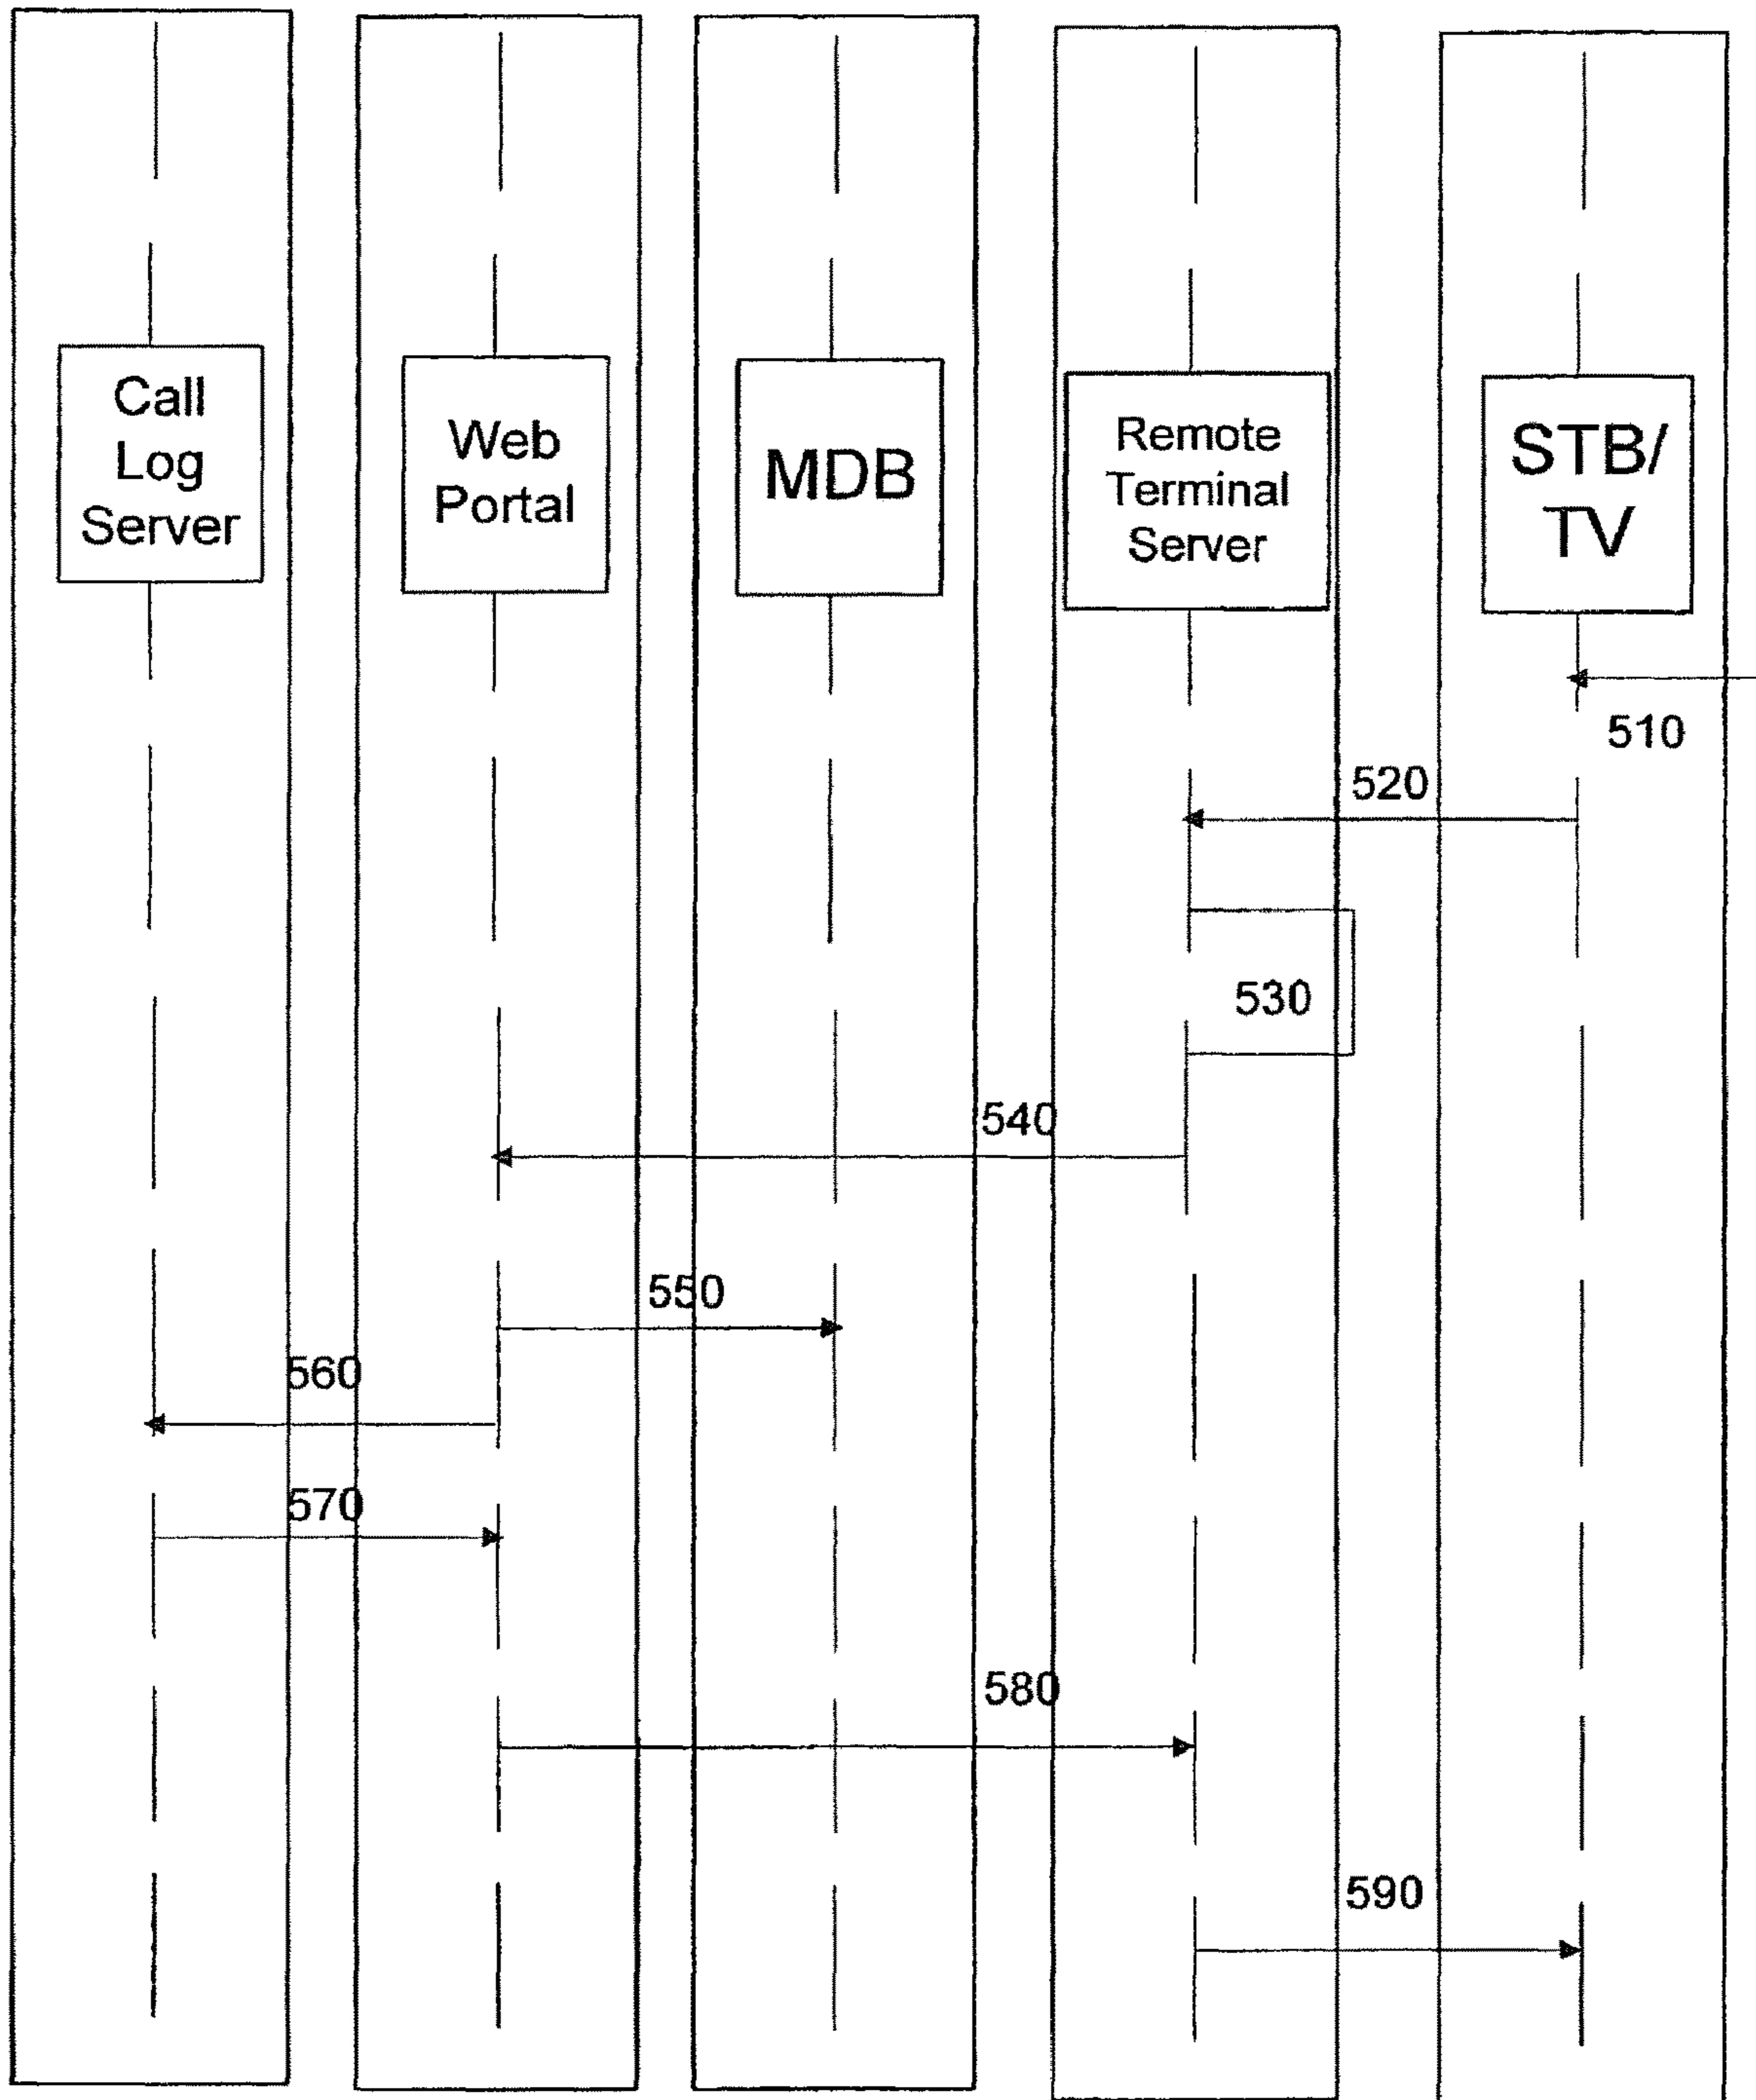 Call
Log
Server
Web
Portal
MDB
Remote
Terminal
Server
STB/
TV
510
520
530
540
550
560
570
580
590